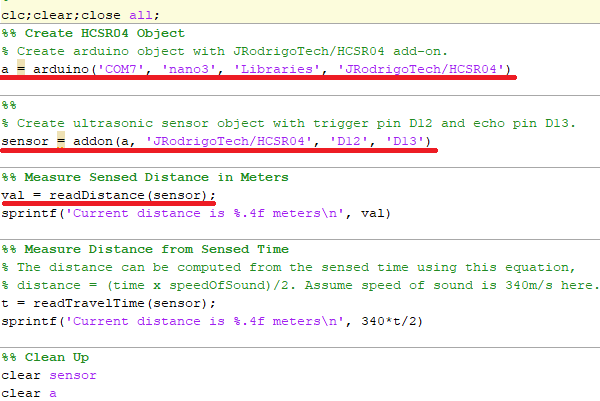 clc;clear;close all;
%% Create HCSR04 Object
% Create arduino object with JRodrigoTech/HCSR04 add-on.
a = arduino('COM7', 'nano3', 'Libraries', 'JRodrigoTech/HCSR04')
%%
% Create ultrasonic sensor object with trigger pin D12 and echo pin D13.
sensor = addon(a, 'JRodrigoTech/HCSR04', 'D12', 'D13')
%% Measure Sensed Distance in Meters
val = readDistance(sensor);
sprintf('Current distance is %.4f meters\n', val)
%% Measure Distance from Sensed Time
% The distance can be computed from the sensed time using this equation,
% distance = (time x speedOfSound)/2. Assume speed of sound is 340m/s here.
t = readTravelTime(sensor);
sprintf('Current distance is %.4f meters\n', 340*t/2)
%% Clean Up
clear sensor
clear a